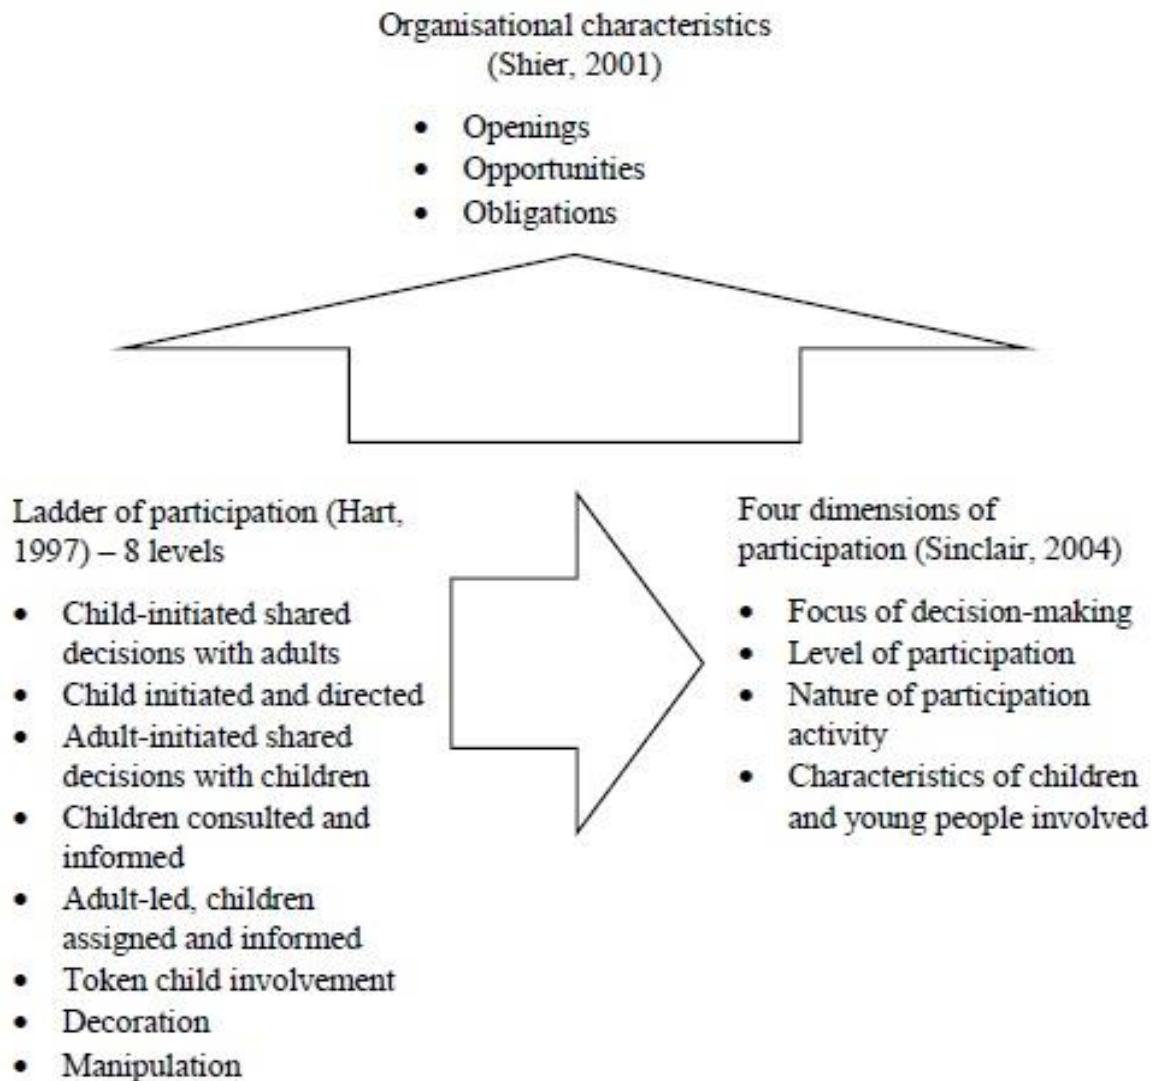 Organisational characteristics
(Shier, 2001)
• Openings
• Opportunities
• Obligations
Ladder of participation (Hart,
1997) – 8 levels
• Child-initiated shared
decisions with adults
• Child initiated and directed
• Adult-initiated shared
decisions with children
• Children consulted and
informed
• Adult-led, children
assigned and informed
• Token child involvement
• Decoration
• Manipulation
Four dimensions of
participation (Sinclair, 2004)
• Focus of decision-making
• Level of participation
• Nature of participation
activity
• Characteristics of children
and young people involved